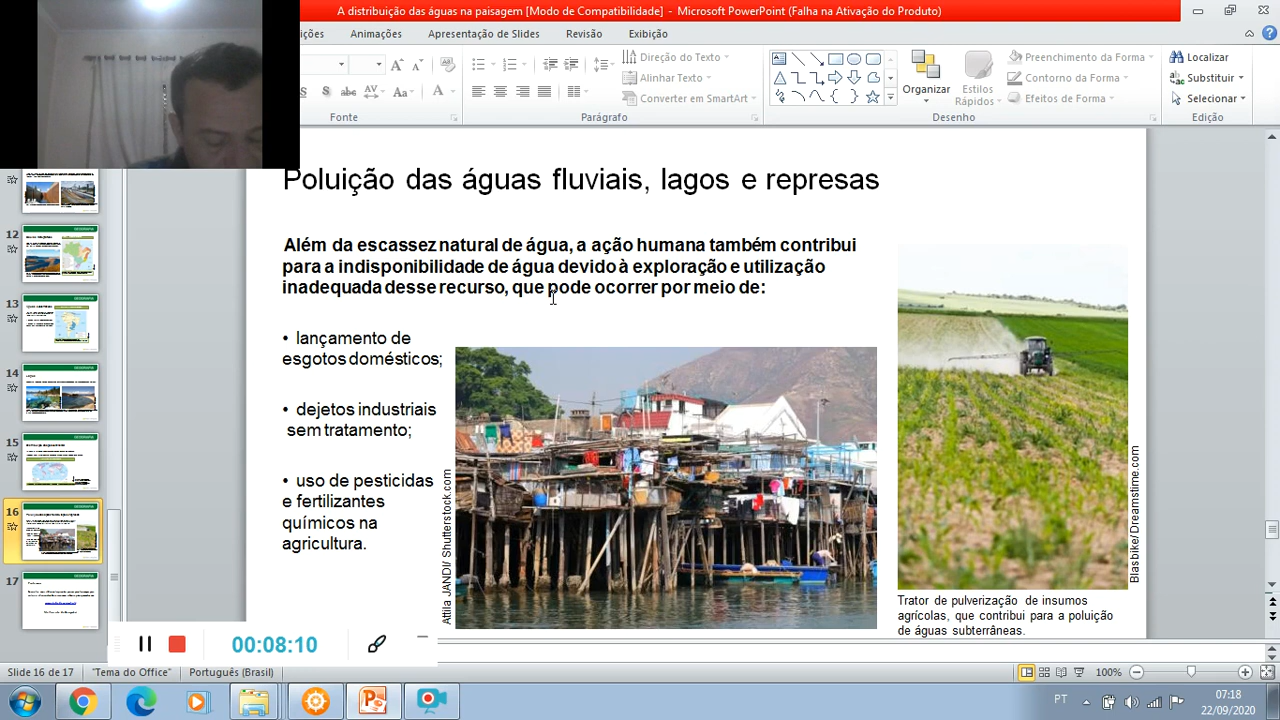 A distribuição das águas na paisagem [Modo de Compatibilidade] - Microsoft PowerPoint (Falha na Ativação do Produto)
ições Animações Apresentação de Slides Revisão Exibição
Direção do Texto
Alinhar Texto
Converter em SmartArt
Organizar
Estilos
Rápidos
Preenchimento da Forma
Contorno da Forma
Efeitos de Forma
Localizar
Substituir
Selecionar
Fonte Parágrafo Desenho Edição
Poluição das águas fluviais, lagos e represas
Além da escassez natural de água, a ação humana também contribui
para a indisponibilidade de água devido à exploração e utilização
inadequada desse recurso, que pode ocorrer por meio de:
• lançamento de
esgotos domésticos;
• dejetos industriais
sem tratamento;
• uso de pesticidas
e fertilizantes
químicos na
agricultura.
Attila JANDI/ Shutterstock.com
Blasbike/Dreamstime.com
Trator de pulverização de insumos
agrícolas, que contribui para a poluição
de águas subterrâneas.
12
13
14
15
16
17
00:08:10
Slide 16 de 17 "Tema do Office" Português (Brasil) 100%
PT 07:18
22/09/2020